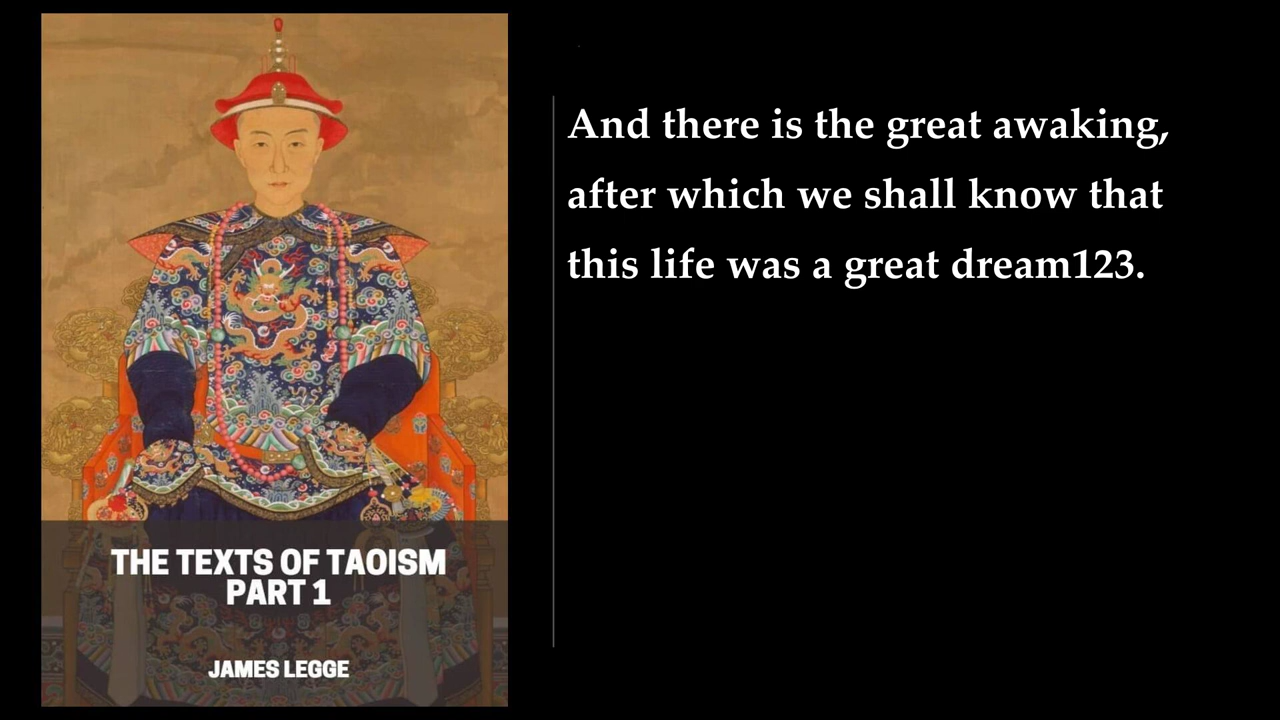 THE TEXTS OF TAOISM
PART 1
JAMES LEGGE
And there is the great awaking,
after which we shall know that
this life was a great dream123.